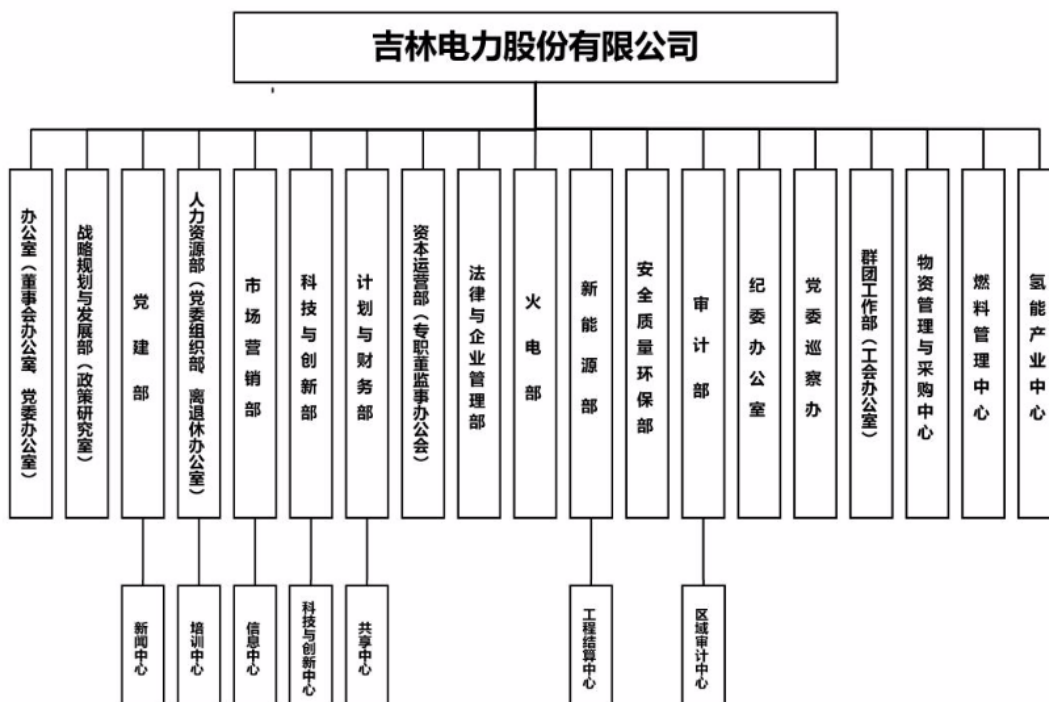 吉林电力股份有限公司
办公室（董事会办公室、党委办公室）
战略规划与发展部（政策研究室）
党建部
人力资源部（党委组织部、离退休办公室）
市场营销部
科技与创新部
计划与财务部
资本运营部（专职董监事办公会）
法律与企业管理部
火电部
新能源部
安全质量环保部
审计部
纪委办公室
党委巡察办
群团工作部（工会办公室）
物资管理与采购中心
燃料管理中心
氢能产业中心
新闻中心
培训中心
信息中心
科技与创新中心
共享中心
工程结算中心
区域审计中心